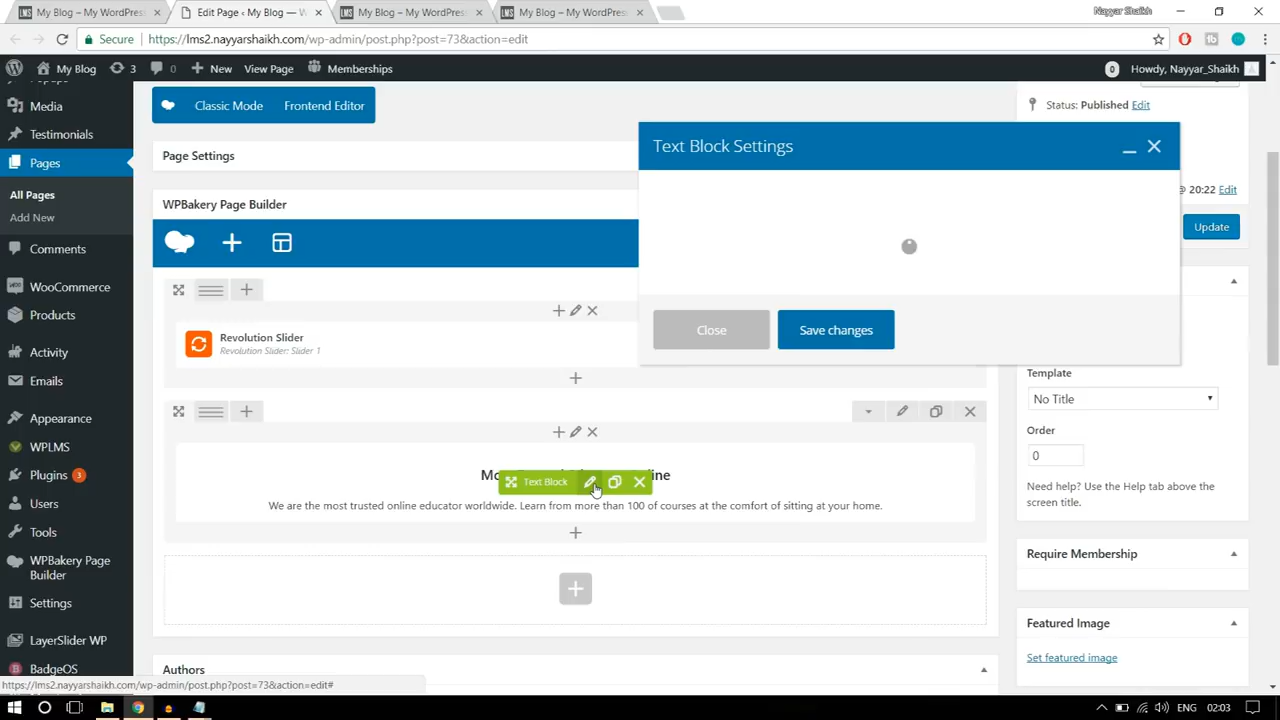 My Blog – My WordPres
Edit Page ‹ My Blog — W
My Blog – My WordPres
My Blog – My WordPres
Nayyar Shaikh
Secure
https://lms2.nayyarshaikh.com/wp-admin/post.php?post=73&action=edit
My Blog
3
0
New
View Page
Memberships
0
Howdy, Nayyar_Shaikh
Media
Testimonials
Pages
All Pages
Add New
Comments
WooCommerce
Products
Activity
Emails
Appearance
WPLMS
Plugins 3
Users
Tools
WPBakery Page
Builder
Settings
LayerSlider WP
BadgeOS
Classic Mode
Frontend Editor
Page Settings
WPBakery Page Builder
Revolution Slider
Revolution Slider: Slider 1
Text Block
We are the most trusted online educator worldwide. Learn from more than 100 of courses at the comfort of sitting at your home.
Authors
Text Block Settings
Close
Save changes
Status: Published Edit
@ 20:22 Edit
Update
Template
No Title
Order
0
Need help? Use the Help tab above the
screen title.
Require Membership
Featured Image
Set featured image
https://lms2.nayyarshaikh.com/wp-admin/post.php?post=73&action=edit#
ENG
02:03